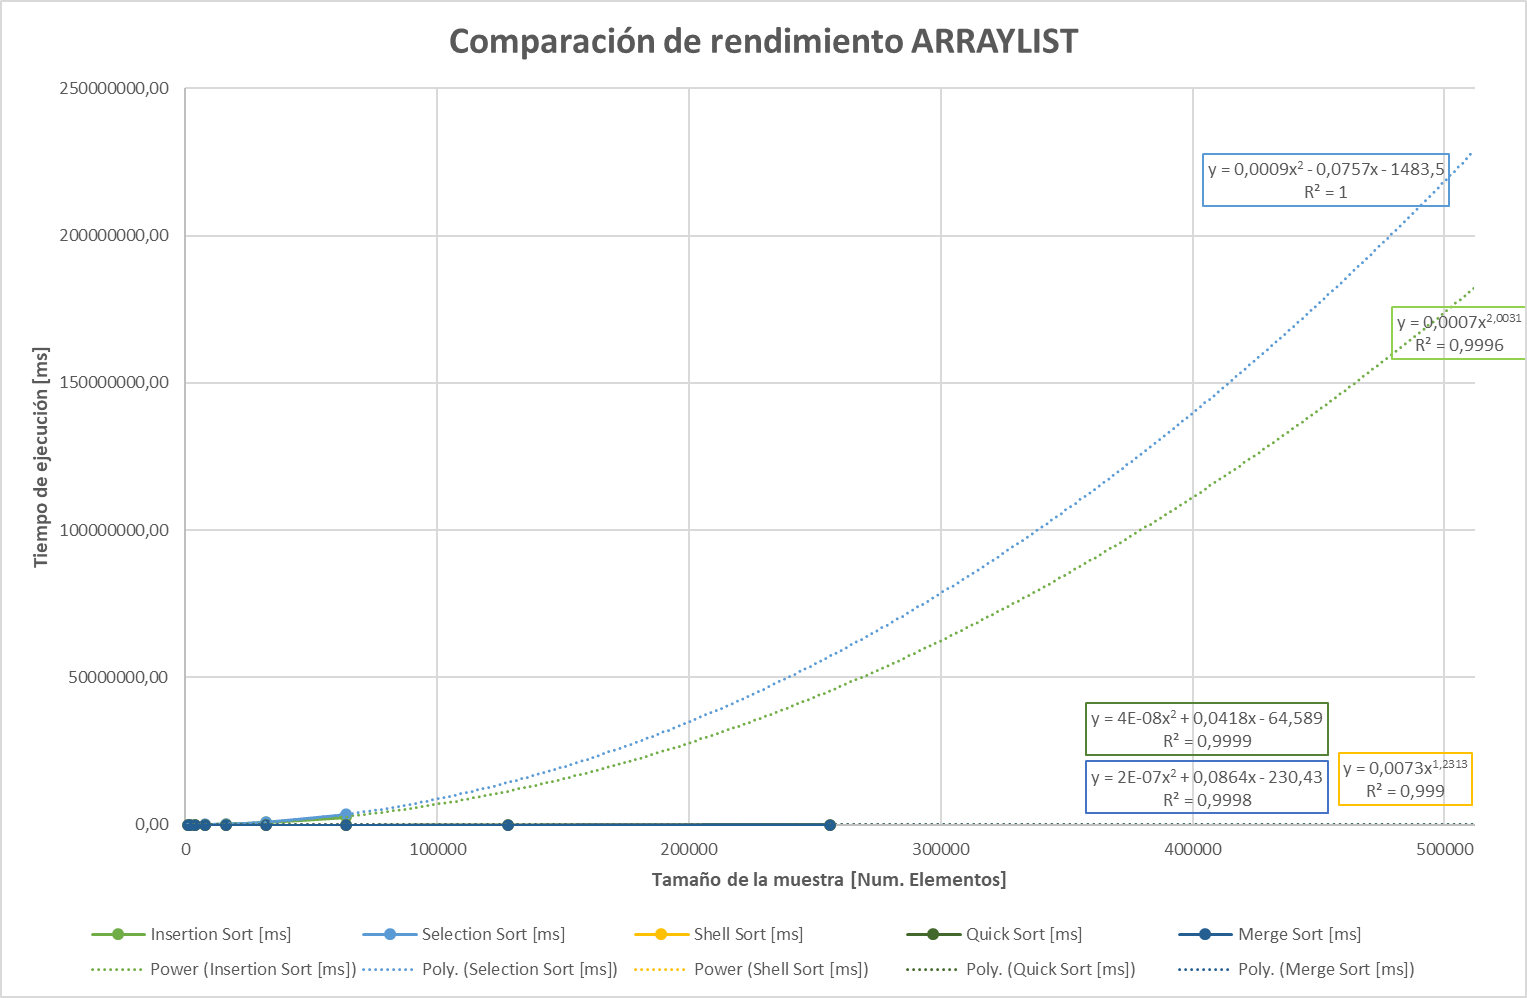 Comparación de rendimiento ARRAYLIST
250000000,00
200000000,00
150000000,00
100000000,00
50000000,00
0,00
Tiempo de ejecución [ms]
y = 0,0009x² - 0,0757x - 1483,5
R² = 1
y = 0,0007x^2,0031
R² = 0,9996
y = 4E-08x² + 0,0418x - 64,589
R² = 0,9999
y = 2E-07x² + 0,0864x - 230,43
R² = 0,9998
y = 0,0073x^1,2313
R² = 0,999
0 100000 200000 300000 400000 500000
Tamaño de la muestra [Num. Elementos]
Insertion Sort [ms] Selection Sort [ms] Shell Sort [ms] Quick Sort [ms] Merge Sort [ms]
Power (Insertion Sort [ms]) Poly. (Selection Sort [ms]) Power (Shell Sort [ms]) Poly. (Quick Sort [ms]) Poly. (Merge Sort [ms])